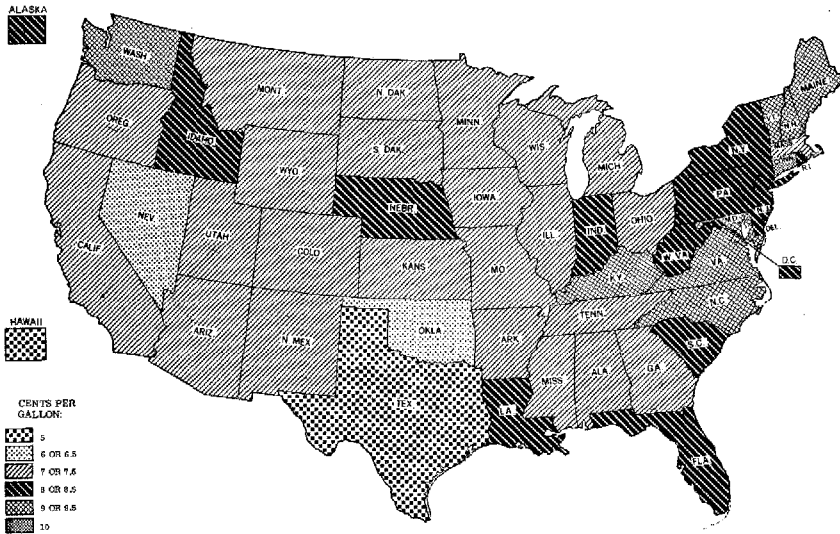 ALASKA
WASH.
MONT.
N. DAK.
MINN.
MAINE
OREG.
IDAHO
S. DAK.
WIS.
MICH.
N.Y.
WYO.
IOWA
NEBR.
PA.
R.I.
NEV.
UTAH
COLO.
ILL.
IND.
OHIO
MD.
DEL.
N.J.
CALIF.
KANS.
MO.
W. VA.
VA.
D.C.
KY.
N.C.
TENN.
HAWAII
ARIZ.
N. MEX.
OKLA.
ARK.
S.C.
MISS.
ALA.
GA.
TEX.
LA.
FLA.
CENTS PER
GALLON:
5
6 OR 6.5
7 OR 7.5
8 OR 8.5
9 OR 9.5
10